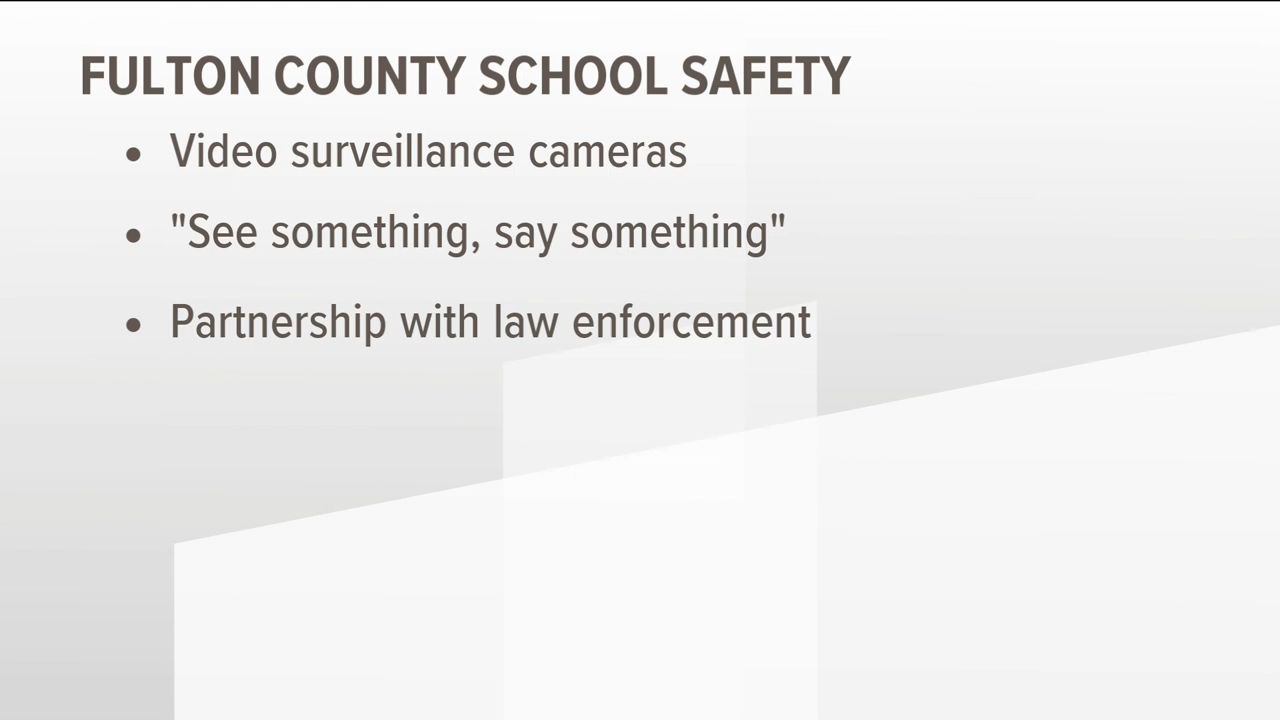 FULTON COUNTY SCHOOL SAFETY
• Video surveillance cameras
• "See something, say something"
• Partnership with law enforcement